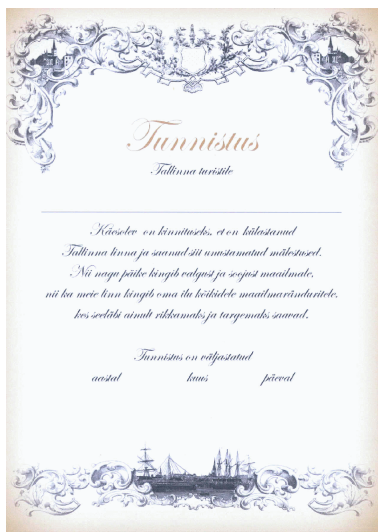 Tunnistus
Tallinna turistile
Käesolev on kinnituseks, et on külastanud
Tallinna linna ja saanud siit unustamatud mälestused.
Nii nagu päike kingib valgust ja soojust maailmale,
nii ka meie linn kingib oma ilu kõikidele maailmaränduritele,
kes seeläbi ainult rikkamaks ja targemaks saavad.
Tunnistus on väljastatud
aastal kuus päeval